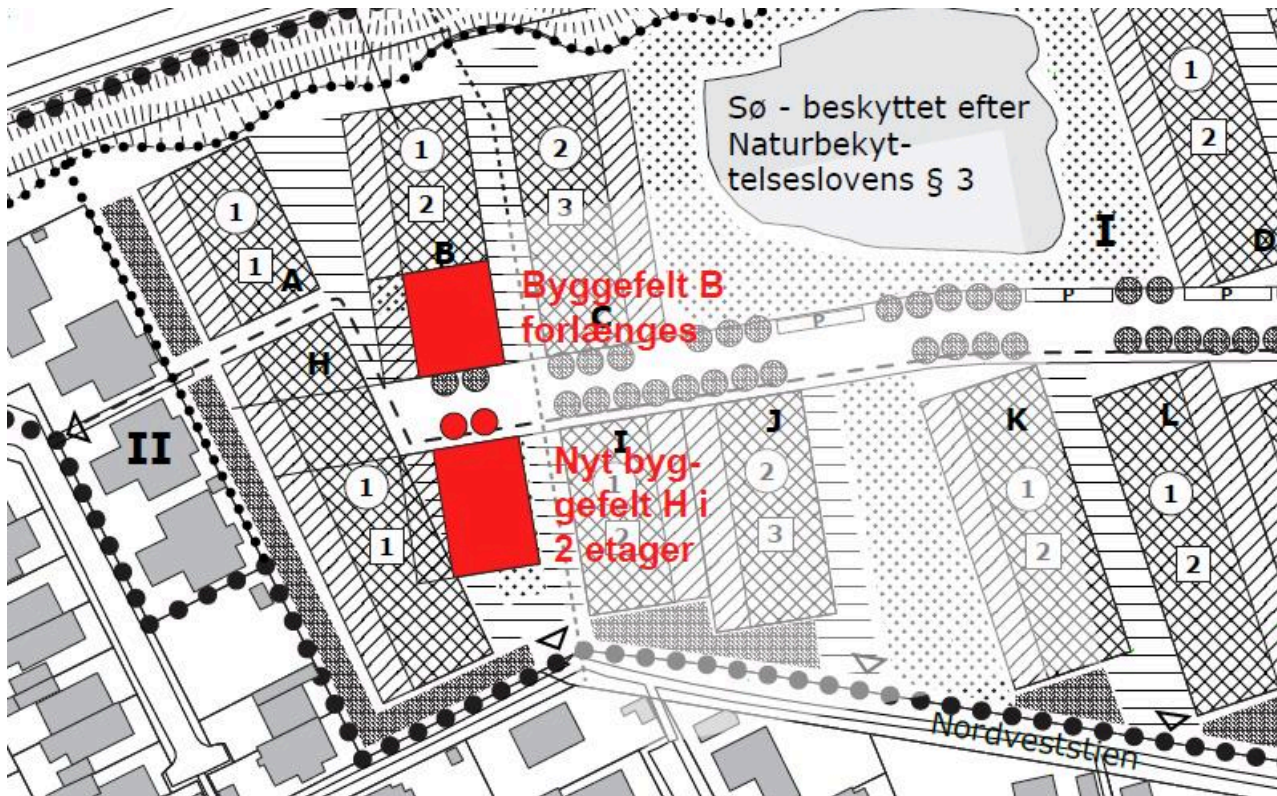 Sø - beskyttet efter
Naturbekyt-
telseslovens § 3
1
2
1
2
3
1
2
B
1
1
A
I
D
Byggefelt B
forlænges
C
P
P
P
H
II
1
1
I
J
K
L
Nyt byg-
gefelt H i
2 etager
1
2
2
3
1
2
1
2
Nordveststien